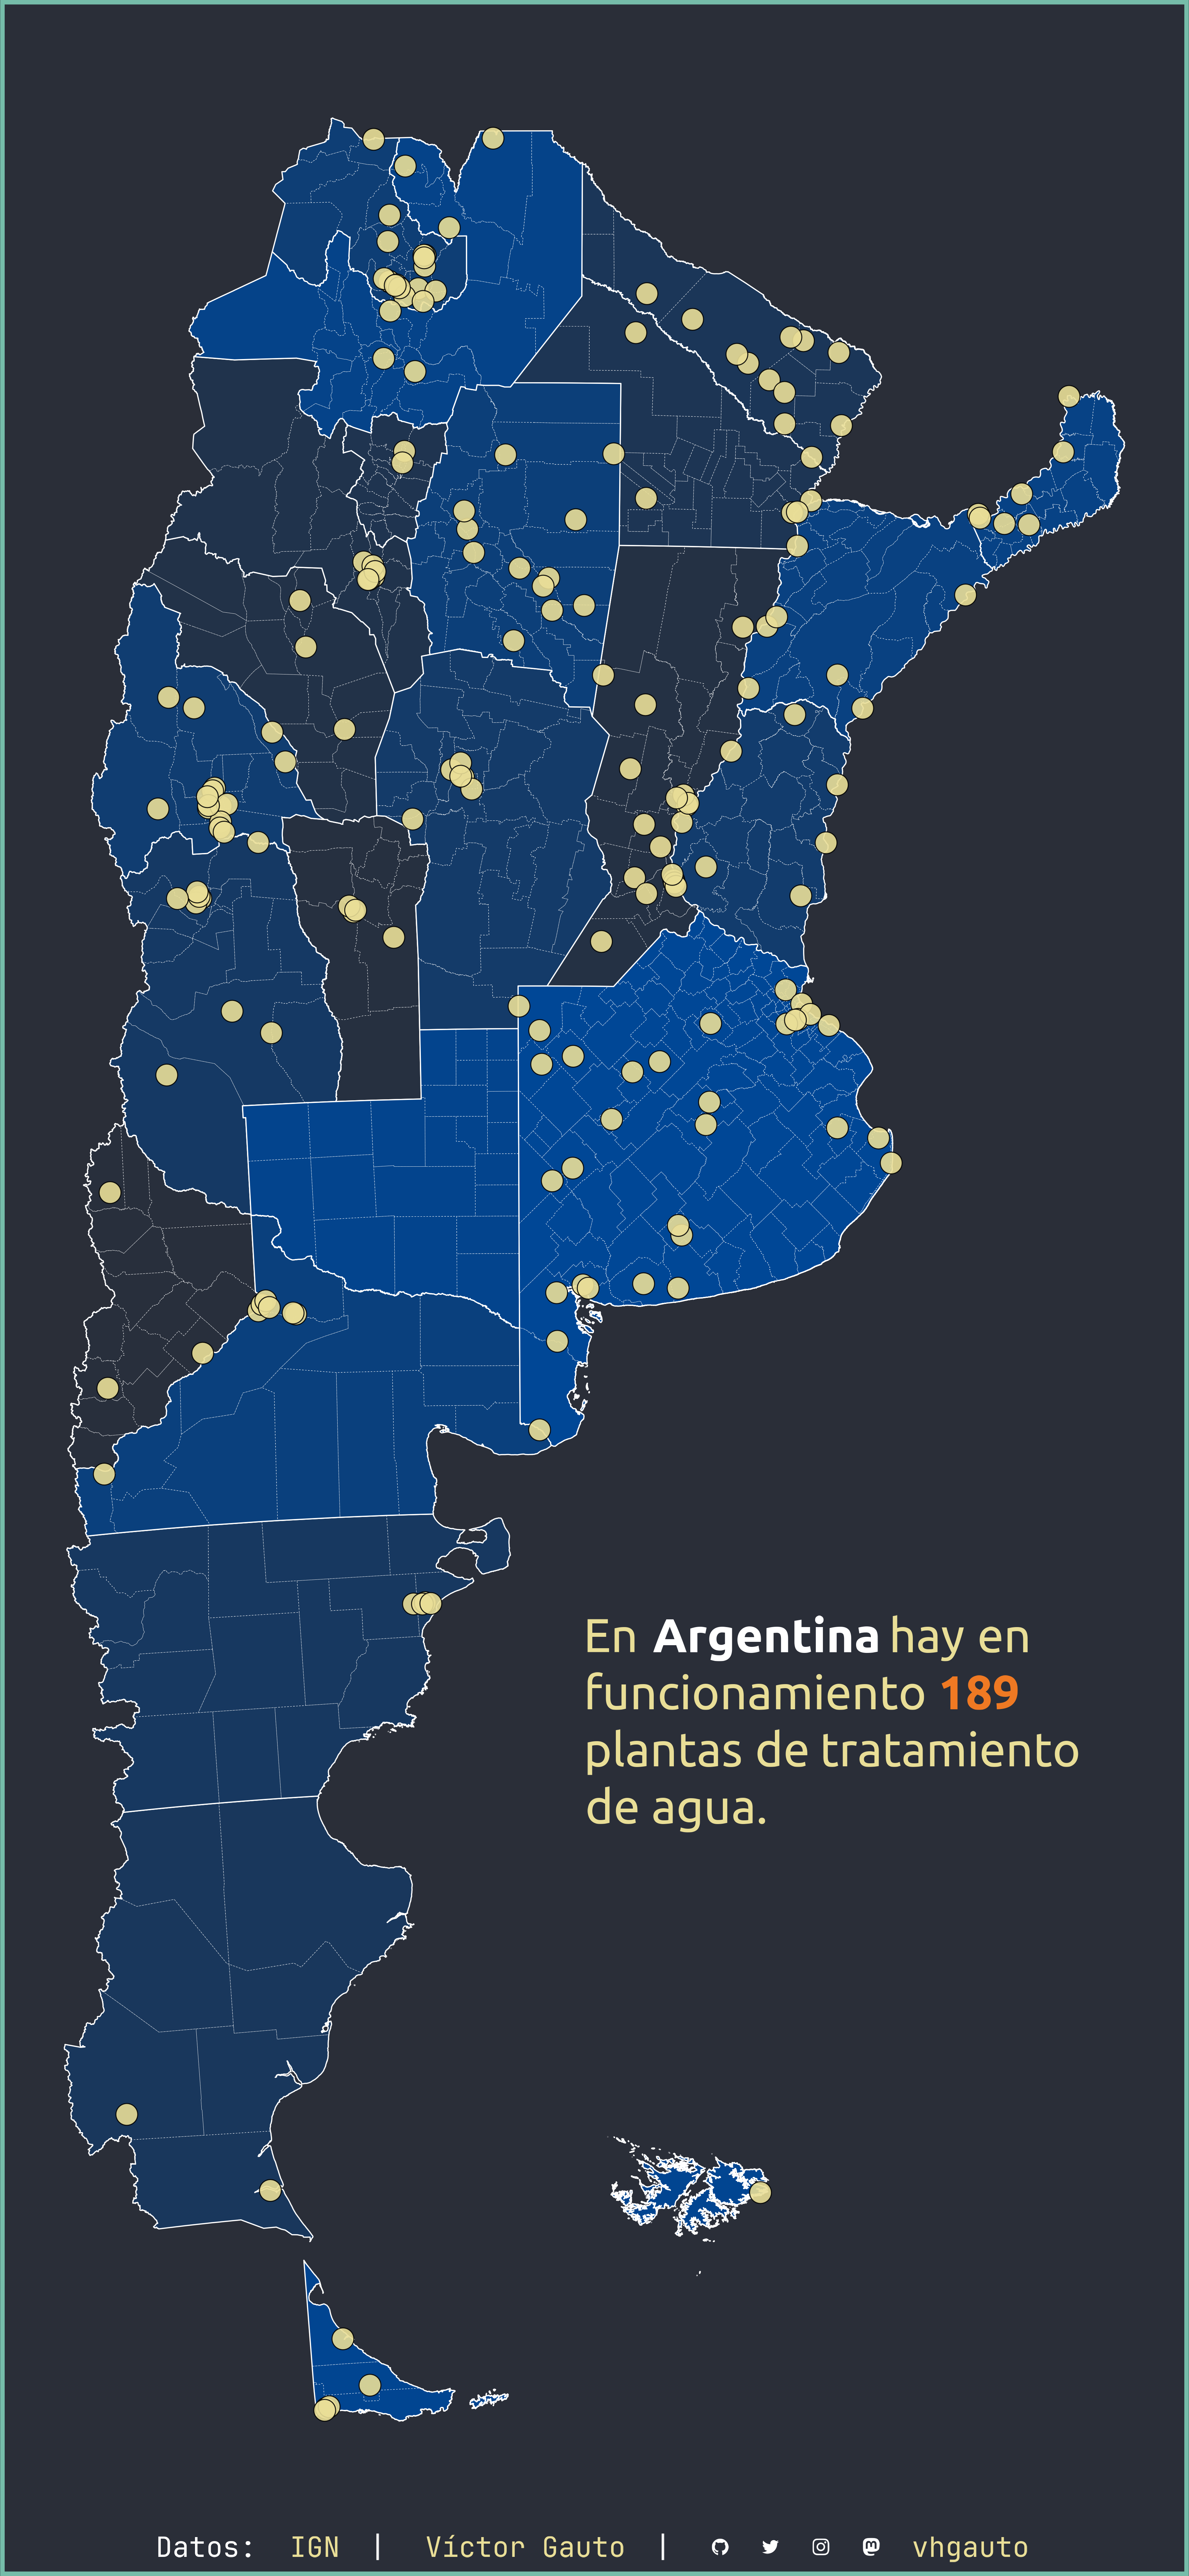 En Argentina hay en
funcionamiento 189
plantas de tratamiento
de agua.
Datos: IGN | Víctor Gauto | vhgauto